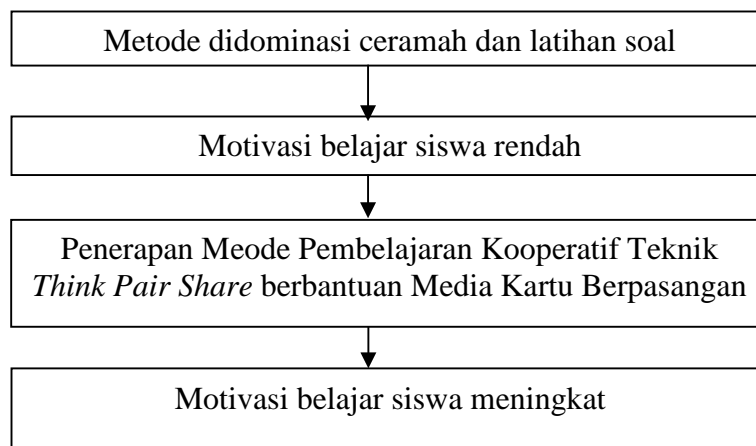 Metode didominasi ceramah dan latihan soal
Motivasi belajar siswa rendah
Penerapan Meode Pembelajaran Kooperatif Teknik
Think Pair Share berbantuan Media Kartu Berpasangan
Motivasi belajar siswa meningkat